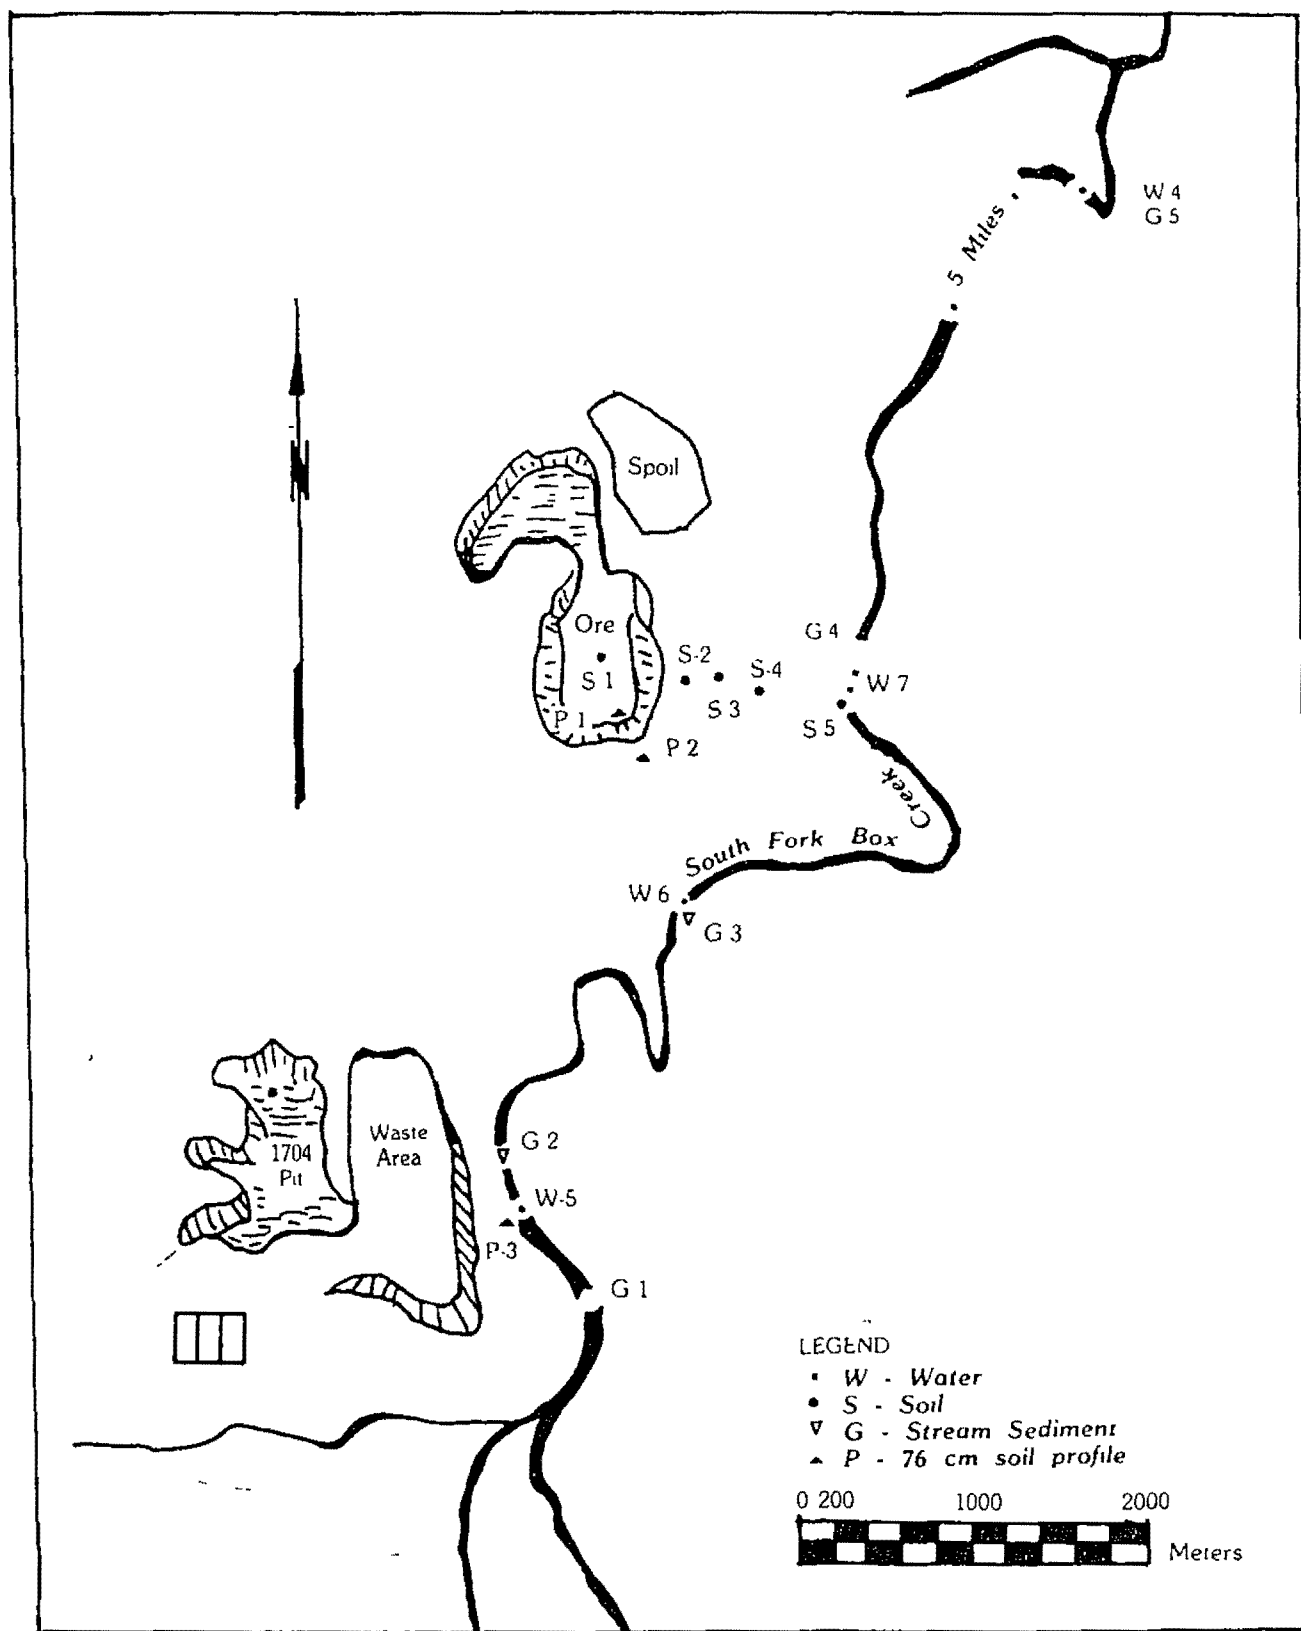 W 4
G 5
5 Miles
N
Spoil
Ore
S 1
P 1
S-2
S 3
S-4
G 4
W 7
S 5
P 2
South Fork Box Creek
W 6
G 3
1704
Pit
Waste
Area
G 2
W-5
P-3
G 1
LEGEND
W - Water
S - Soil
G - Stream Sediment
P - 76 cm soil profile
0 200 1000 2000
Meters